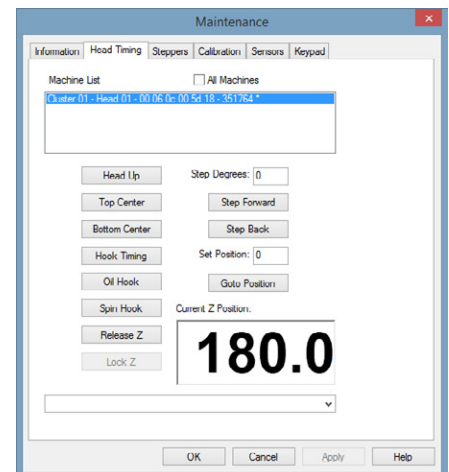 Maintenance
Information Head Timing Steppers Calibration Sensors Keypad
Machine List All Machines
Cluster 01 - Head 01 - 00 06 0c 00 5d 18 - 351764 *
Head Up Step Degrees: 0
Top Center Step Forward
Bottom Center Step Back
Hook Timing Set Position: 0
Oil Hook Goto Position
Spin Hook Current Z Position:
Release Z
180.0
Lock Z
OK Cancel Apply Help